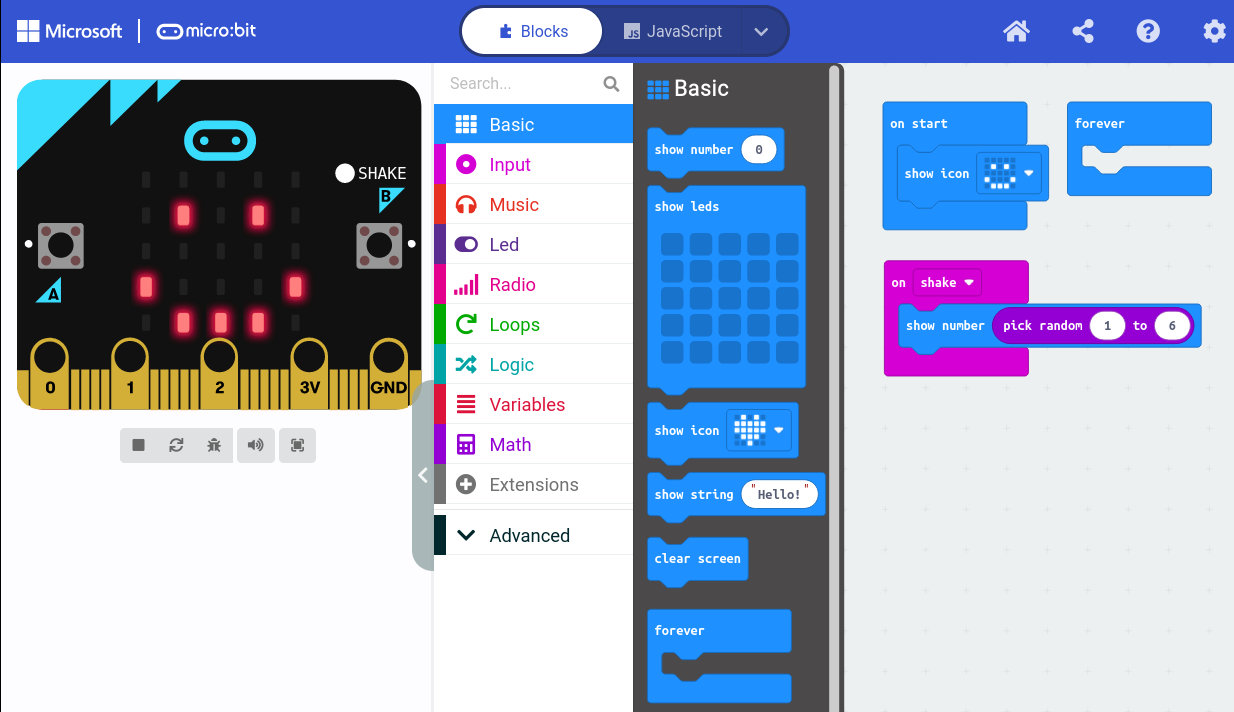 Microsoft micro:bit
Blocks
JS JavaScript
SHAKE
B
A
0 1 2 3V GND
Search...
Basic
Input
Music
Led
Radio
Loops
Logic
Variables
Math
Extensions
Advanced
Basic
show number 0
show leds
show icon
show string "Hello!"
clear screen
forever
on start
show icon
forever
on shake
show number pick random 1 to 6